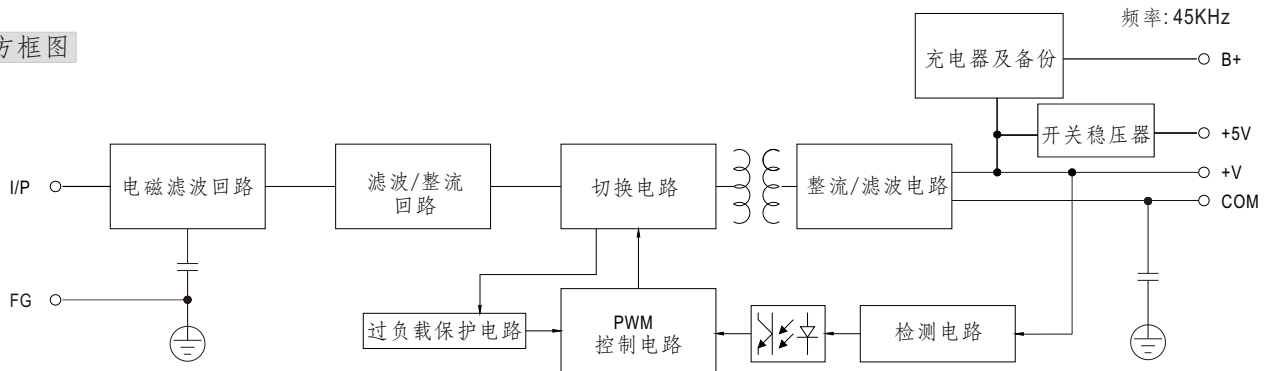 频率: 45KHz
方框图
充电器及备份
B+
开关稳压器
+5V
I/P
电磁滤波回路
滤波/整流
回路
切换电路
整流/滤波电路
+V
COM
FG
过负载保护电路
PWM
控制电路
检测电路